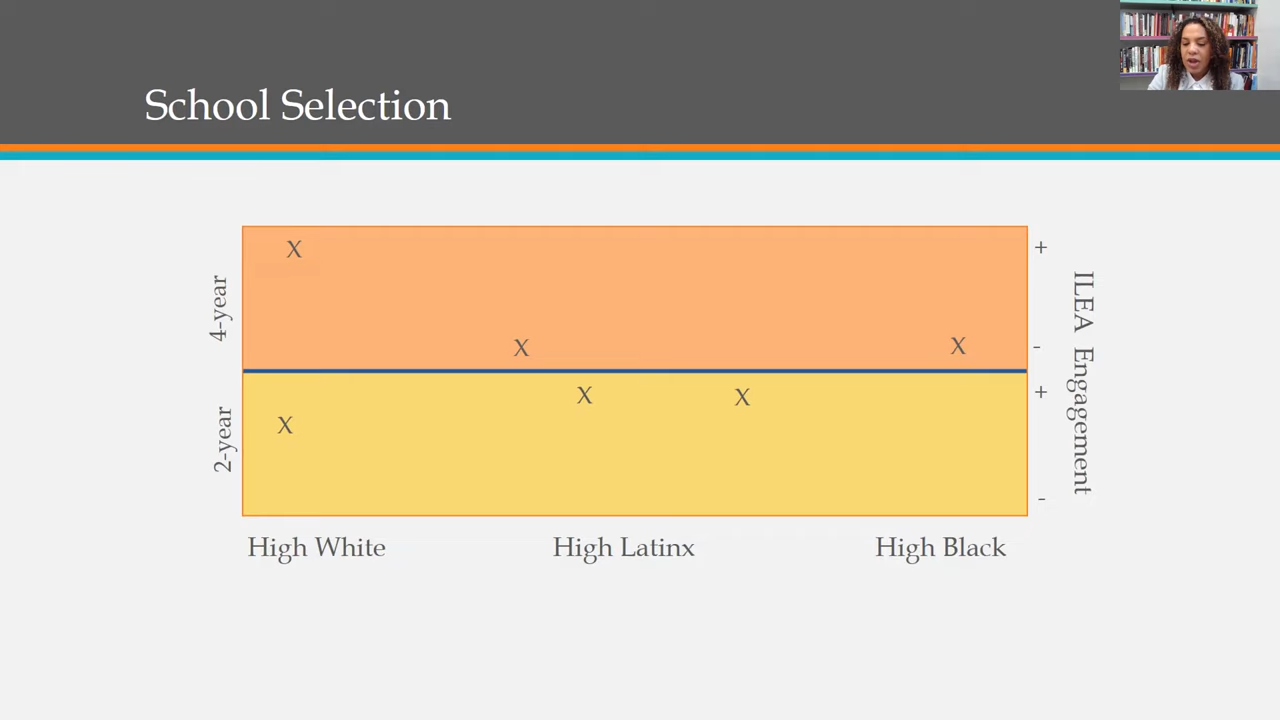 School Selection
X
+
4-year
ILEA Engagement
X
X
-
X
X
+
2-year
X
-
High White
High Latinx
High Black